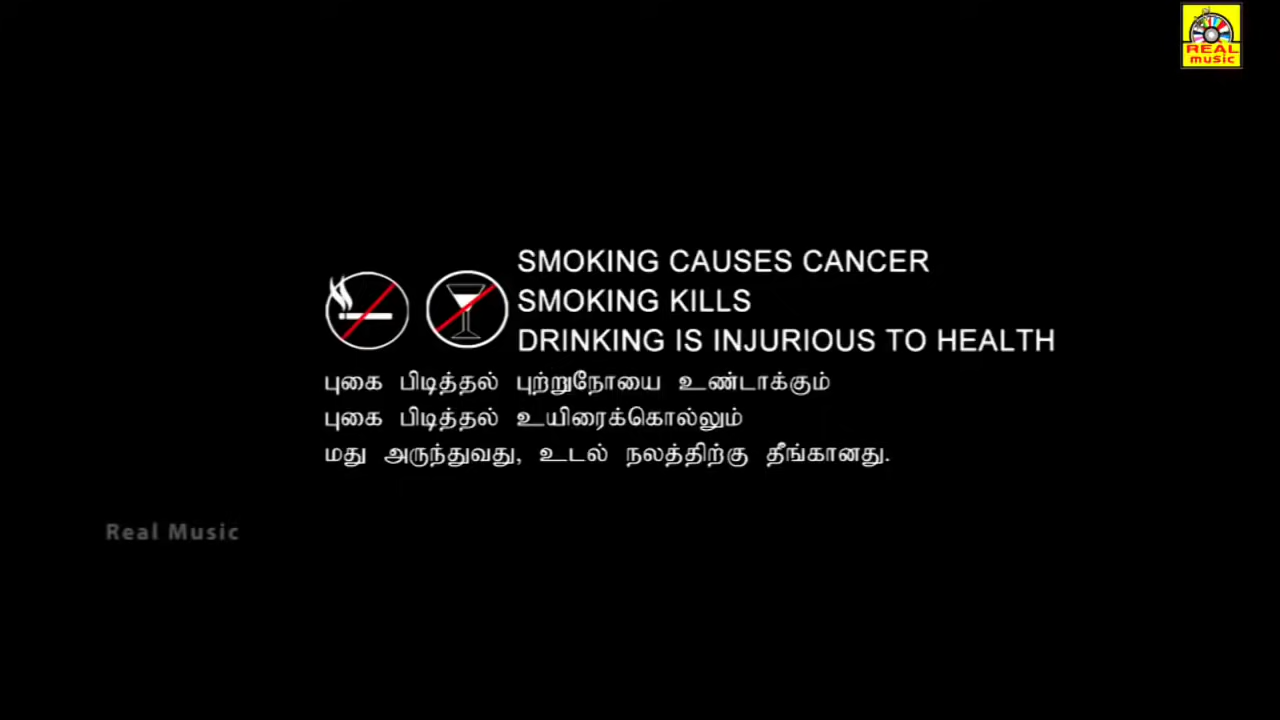 REAL
music
SMOKING CAUSES CANCER
SMOKING KILLS
DRINKING IS INJURIOUS TO HEALTH
புகை பிடித்தல் புற்றுநோயை உண்டாக்கும்
புகை பிடித்தல் உயிரைக்கொல்லும்
மது அருந்துவது, உடல் நலத்திற்கு தீங்கானது.
Real Music